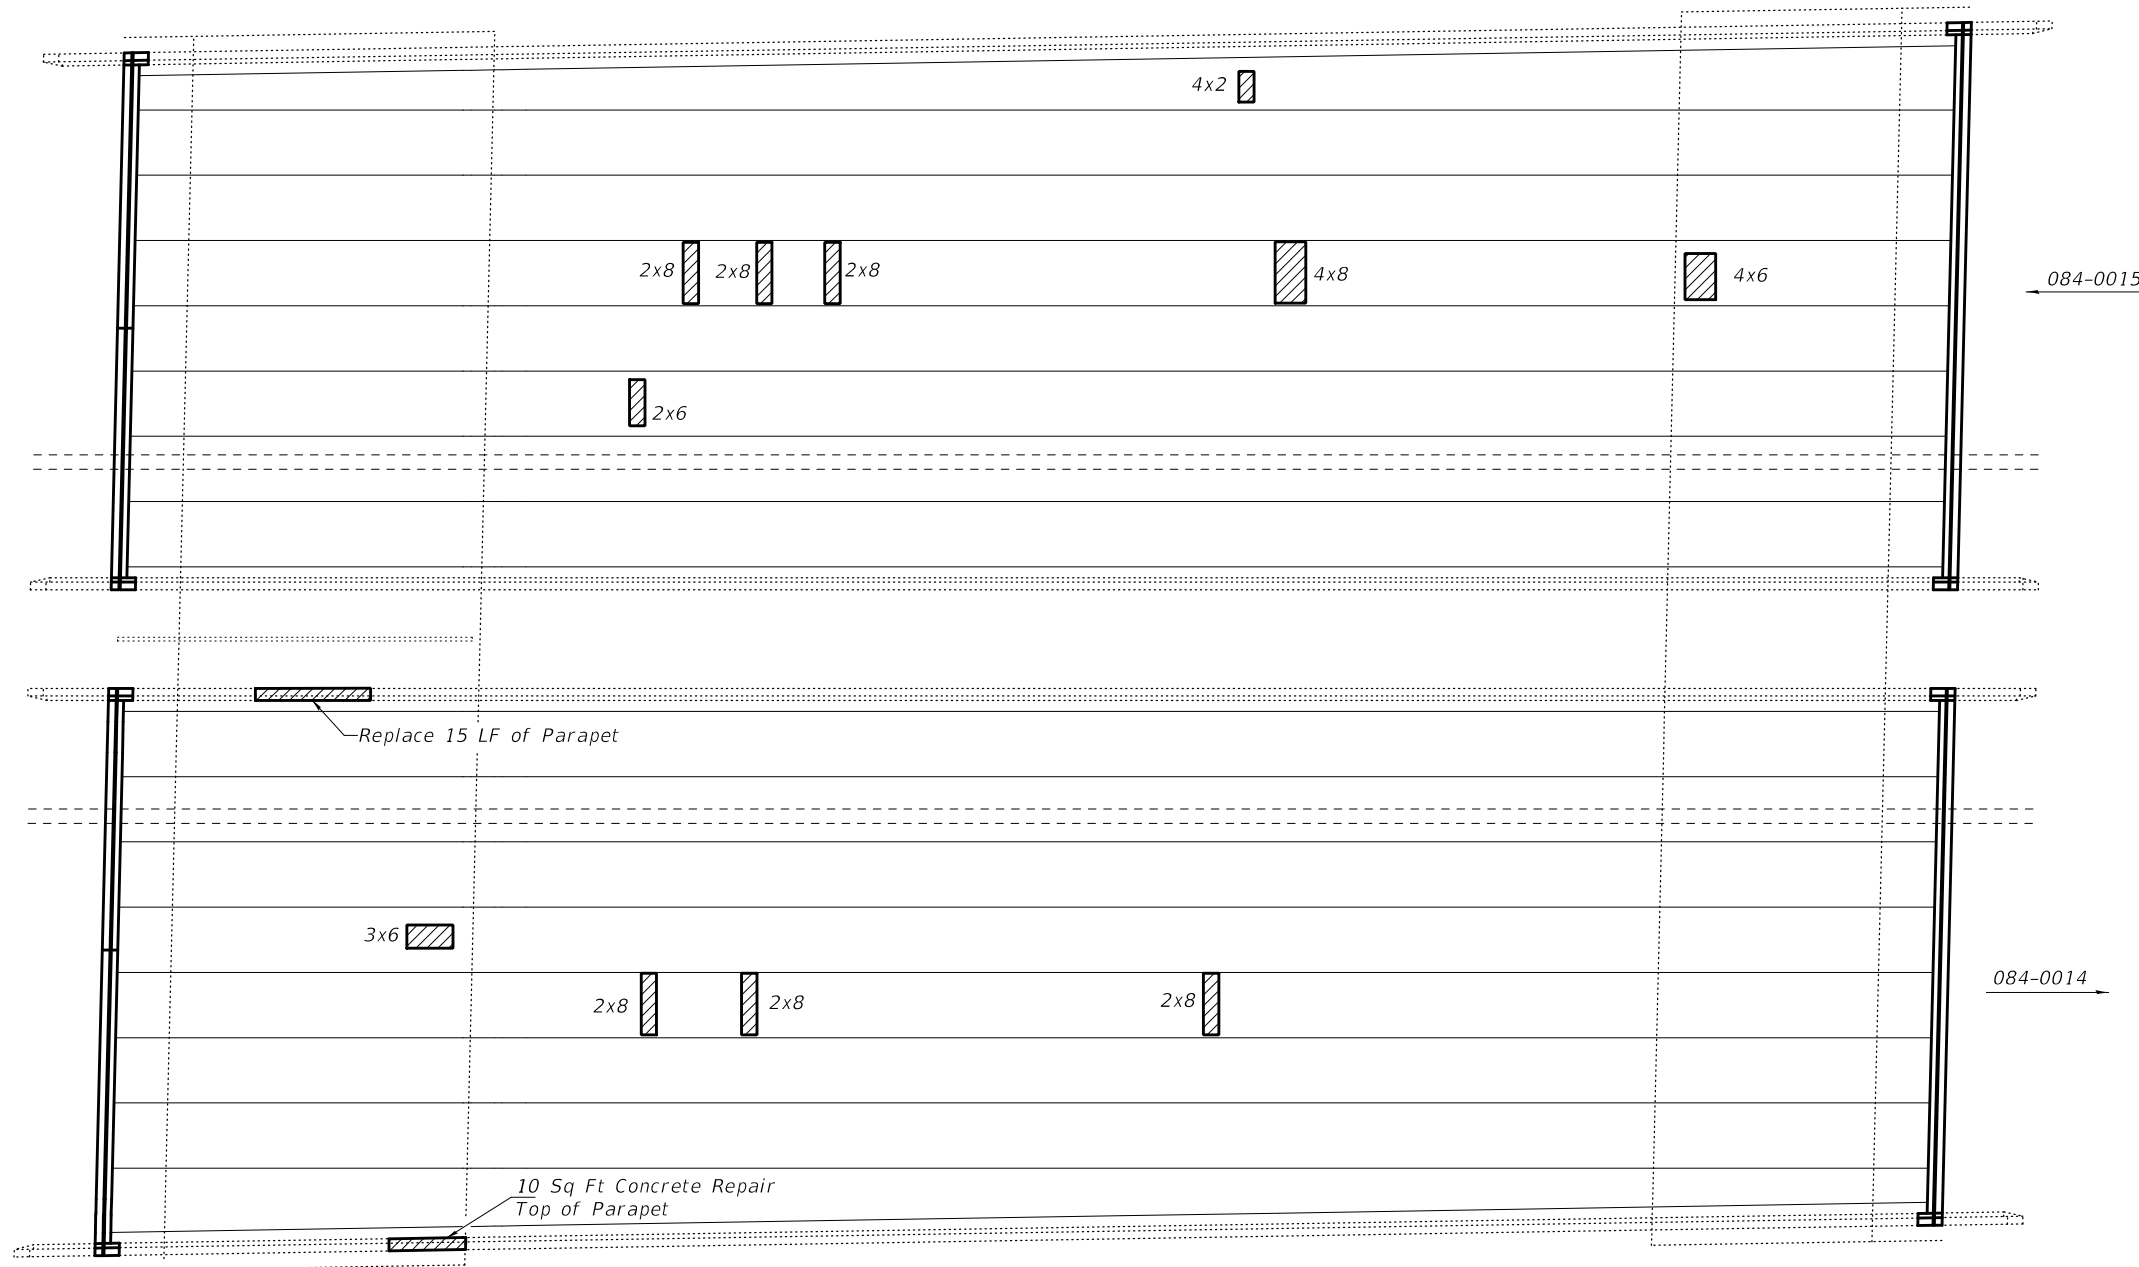 4x2
2x8
2x8
2x8
4x8
4x6
084-0015
2x6
Replace 15 LF of Parapet
3x6
2x8
2x8
2x8
084-0014
10 Sq Ft Concrete Repair
Top of Parapet